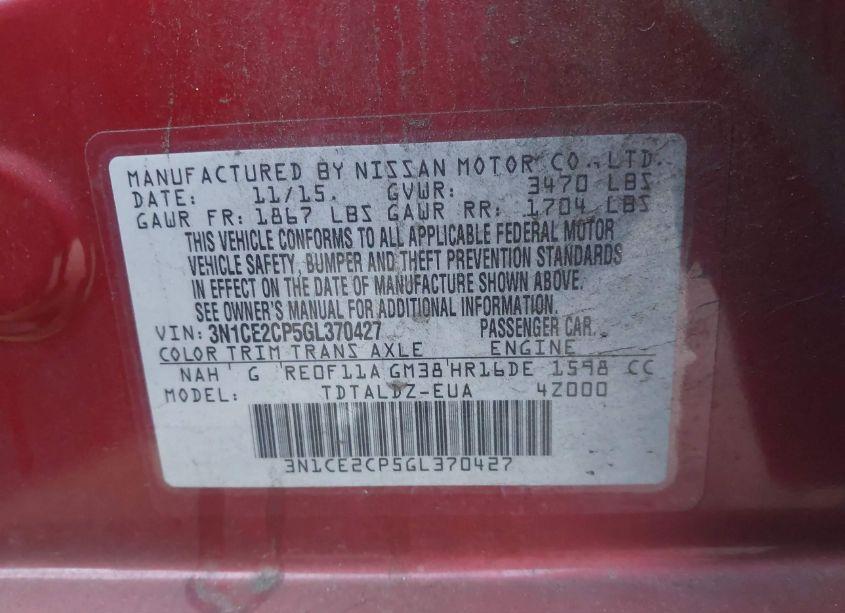 MANUFACTURED BY NISSAN MOTOR CO., LTD.
DATE: 11/15. GVWR: 3470 LBS
GAWR FR: 1867 LBS GAWR RR: 1704 LBS
THIS VEHICLE CONFORMS TO ALL APPLICABLE FEDERAL MOTOR
VEHICLE SAFETY, BUMPER AND THEFT PREVENTION STANDARDS
IN EFFECT ON THE DATE OF MANUFACTURE SHOWN ABOVE.
SEE OWNER'S MANUAL FOR ADDITIONAL INFORMATION.
VIN: 3N1CE2CP5GL370427 PASSENGER CAR.
COLOR TRIM TRANS AXLE ENGINE
NAH G RE0F11A GM38 HR16DE 1598 CC
MODEL: TDTALDZ-EUA 4Z000
3N1CE2CP5GL370427